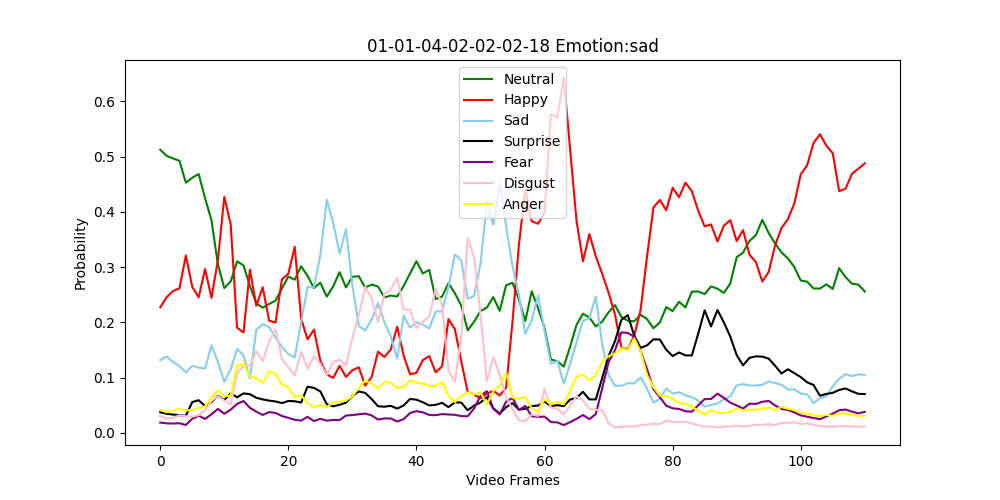 01-01-04-02-02-02-18 Emotion:sad
Neutral
Happy
Sad
Surprise
Fear
Disgust
Anger
Probability
0.6
0.5
0.4
0.3
0.2
0.1
0.0
0 20 40 60 80 100
Video Frames